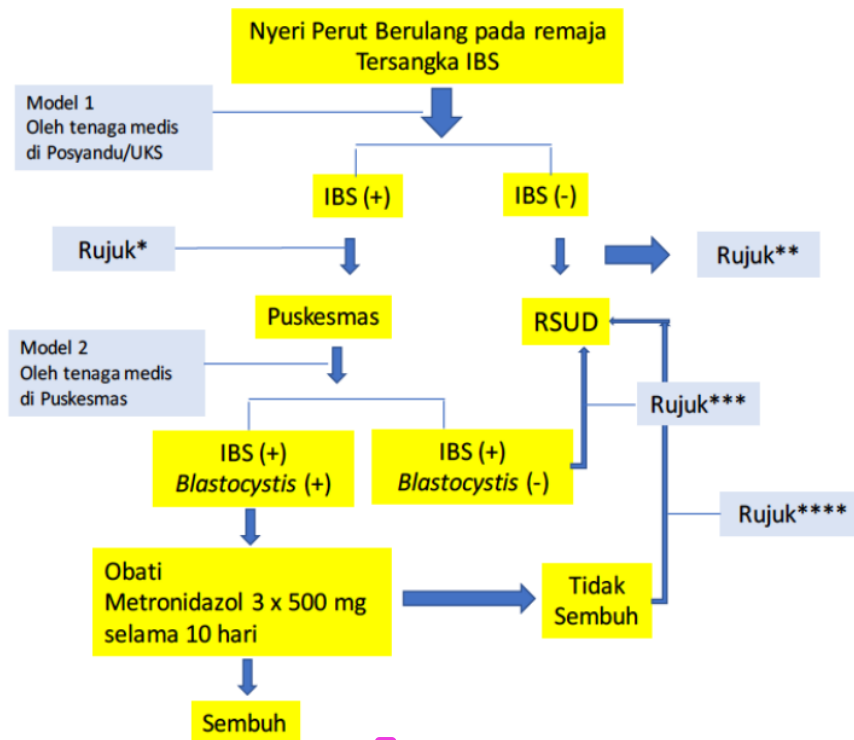 Nyeri Perut Berulang pada remaja
Tersangka IBS
Model 1
Oleh tenaga medis
di Posyandu/UKS
IBS (+)
IBS (-)
Rujuk*
Rujuk**
Puskesmas
RSUD
Model 2
Oleh tenaga medis
di Puskesmas
Rujuk***
IBS (+)
Blastocystis (+)
IBS (+)
Blastocystis (-)
Rujuk****
Obati
Metronidazol 3 x 500 mg
selama 10 hari
Tidak
Sembuh
Sembuh